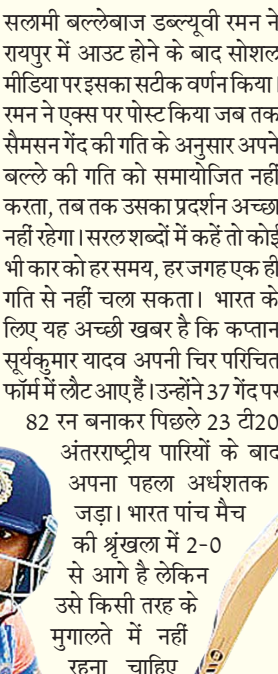 सलामी बल्लेबाज डब्ल्यूवी रमन ने
रायपुर में आउट होने के बाद सोशल
मीडिया पर इसका सटीक वर्णन किया।
रमन ने एक्स पर पोस्ट किया जब तक
सैमसन गेंद की गति के अनुसार अपने
बल्ले की गति को समायोजित नहीं
करता, तब तक उसका प्रदर्शन अच्छा
नहीं रहेगा। सरल शब्दों में कहें तो कोई
भी कार को हर समय, हर जगह एक ही
गति से नहीं चला सकता। भारत के
लिए यह अच्छी खबर है कि कप्तान
सूर्यकुमार यादव अपनी चिर परिचित
फॉर्म में लौट आए हैं। उन्होंने 37 गेंद पर
82 रन बनाकर पिछले 23 टी20
अंतरराष्ट्रीय पारियों के बाद
अपना पहला अर्धशतक
जड़ा। भारत पांच मैच
की श्रृंखला में 2-0
से आगे है लेकिन
उसे किसी तरह के
मुगालते में नहीं
रहना चाहिए